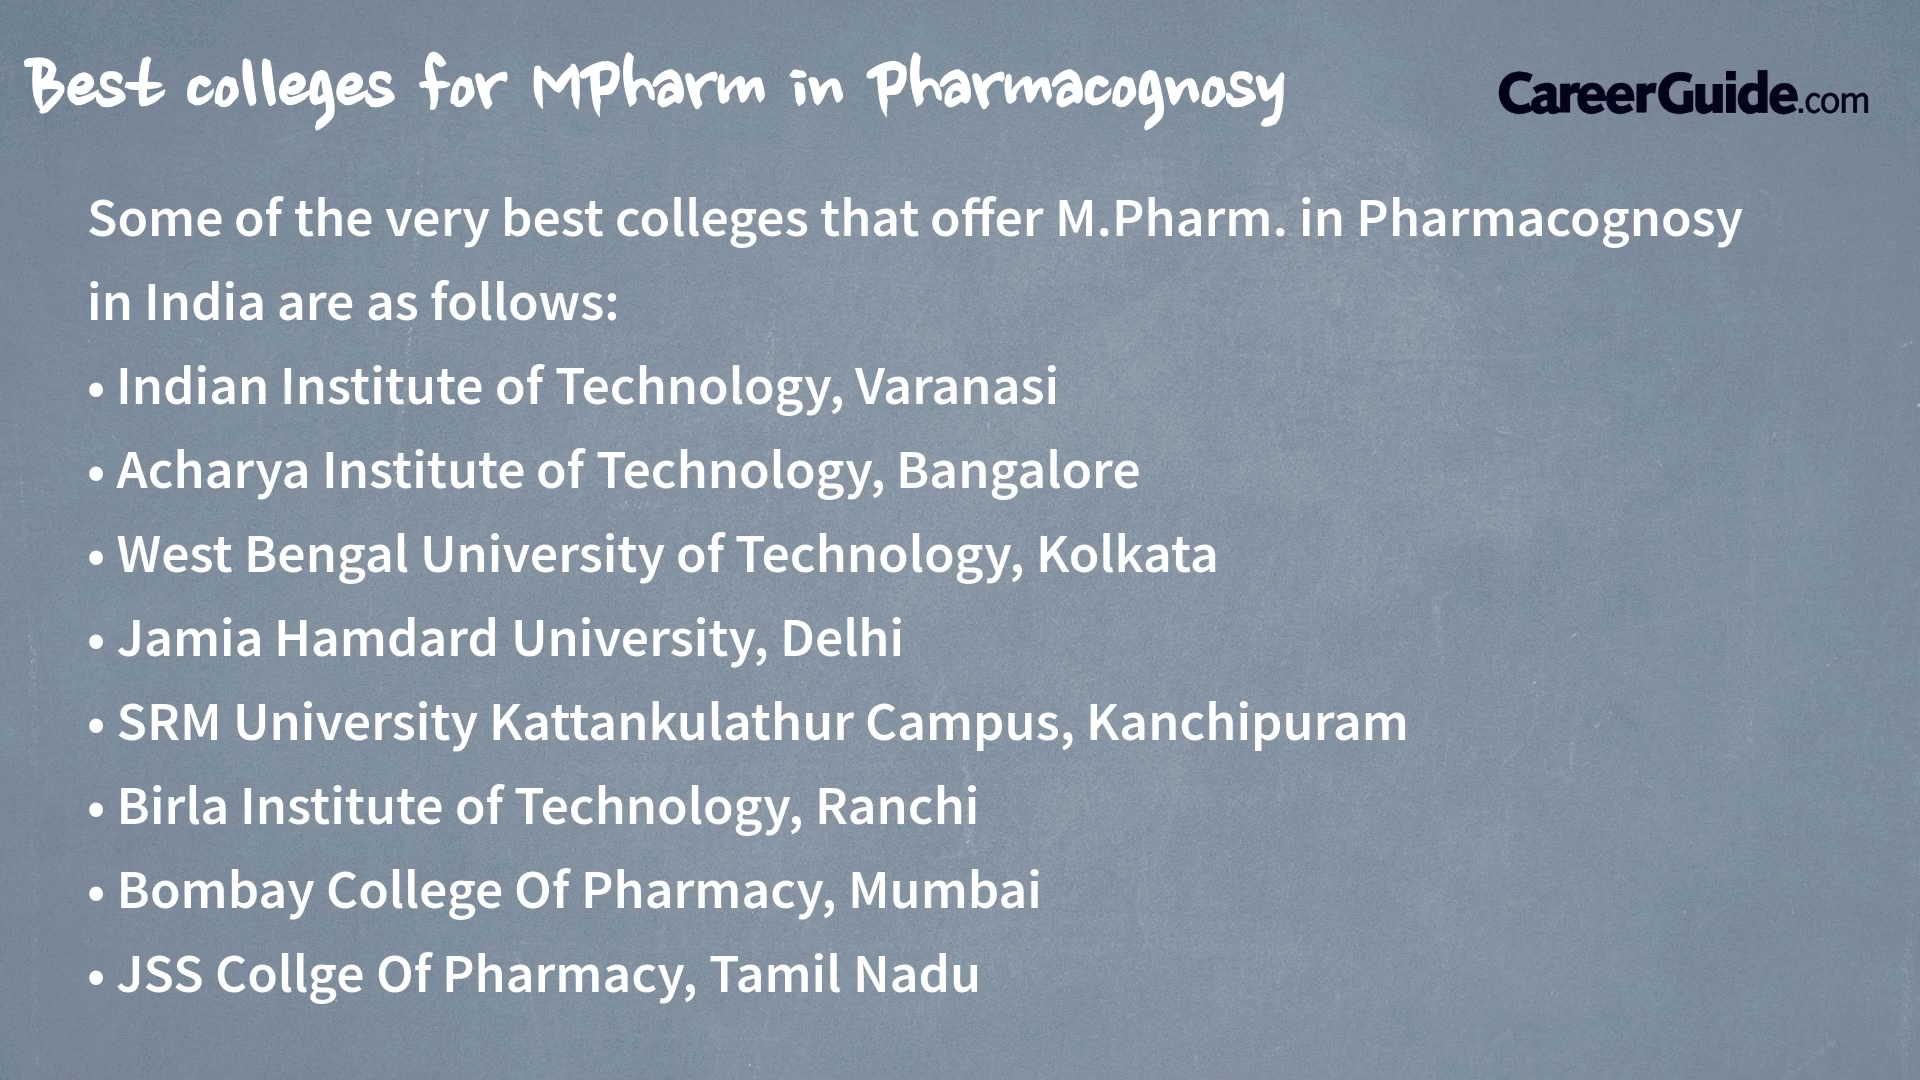 Best colleges for MPharm in Pharmacognosy
CareerGuide.com
Some of the very best colleges that offer M.Pharm. in Pharmacognosy
in India are as follows:
• Indian Institute of Technology, Varanasi
• Acharya Institute of Technology, Bangalore
• West Bengal University of Technology, Kolkata
• Jamia Hamdard University, Delhi
• SRM University Kattankulathur Campus, Kanchipuram
• Birla Institute of Technology, Ranchi
• Bombay College Of Pharmacy, Mumbai
• JSS Collge Of Pharmacy, Tamil Nadu